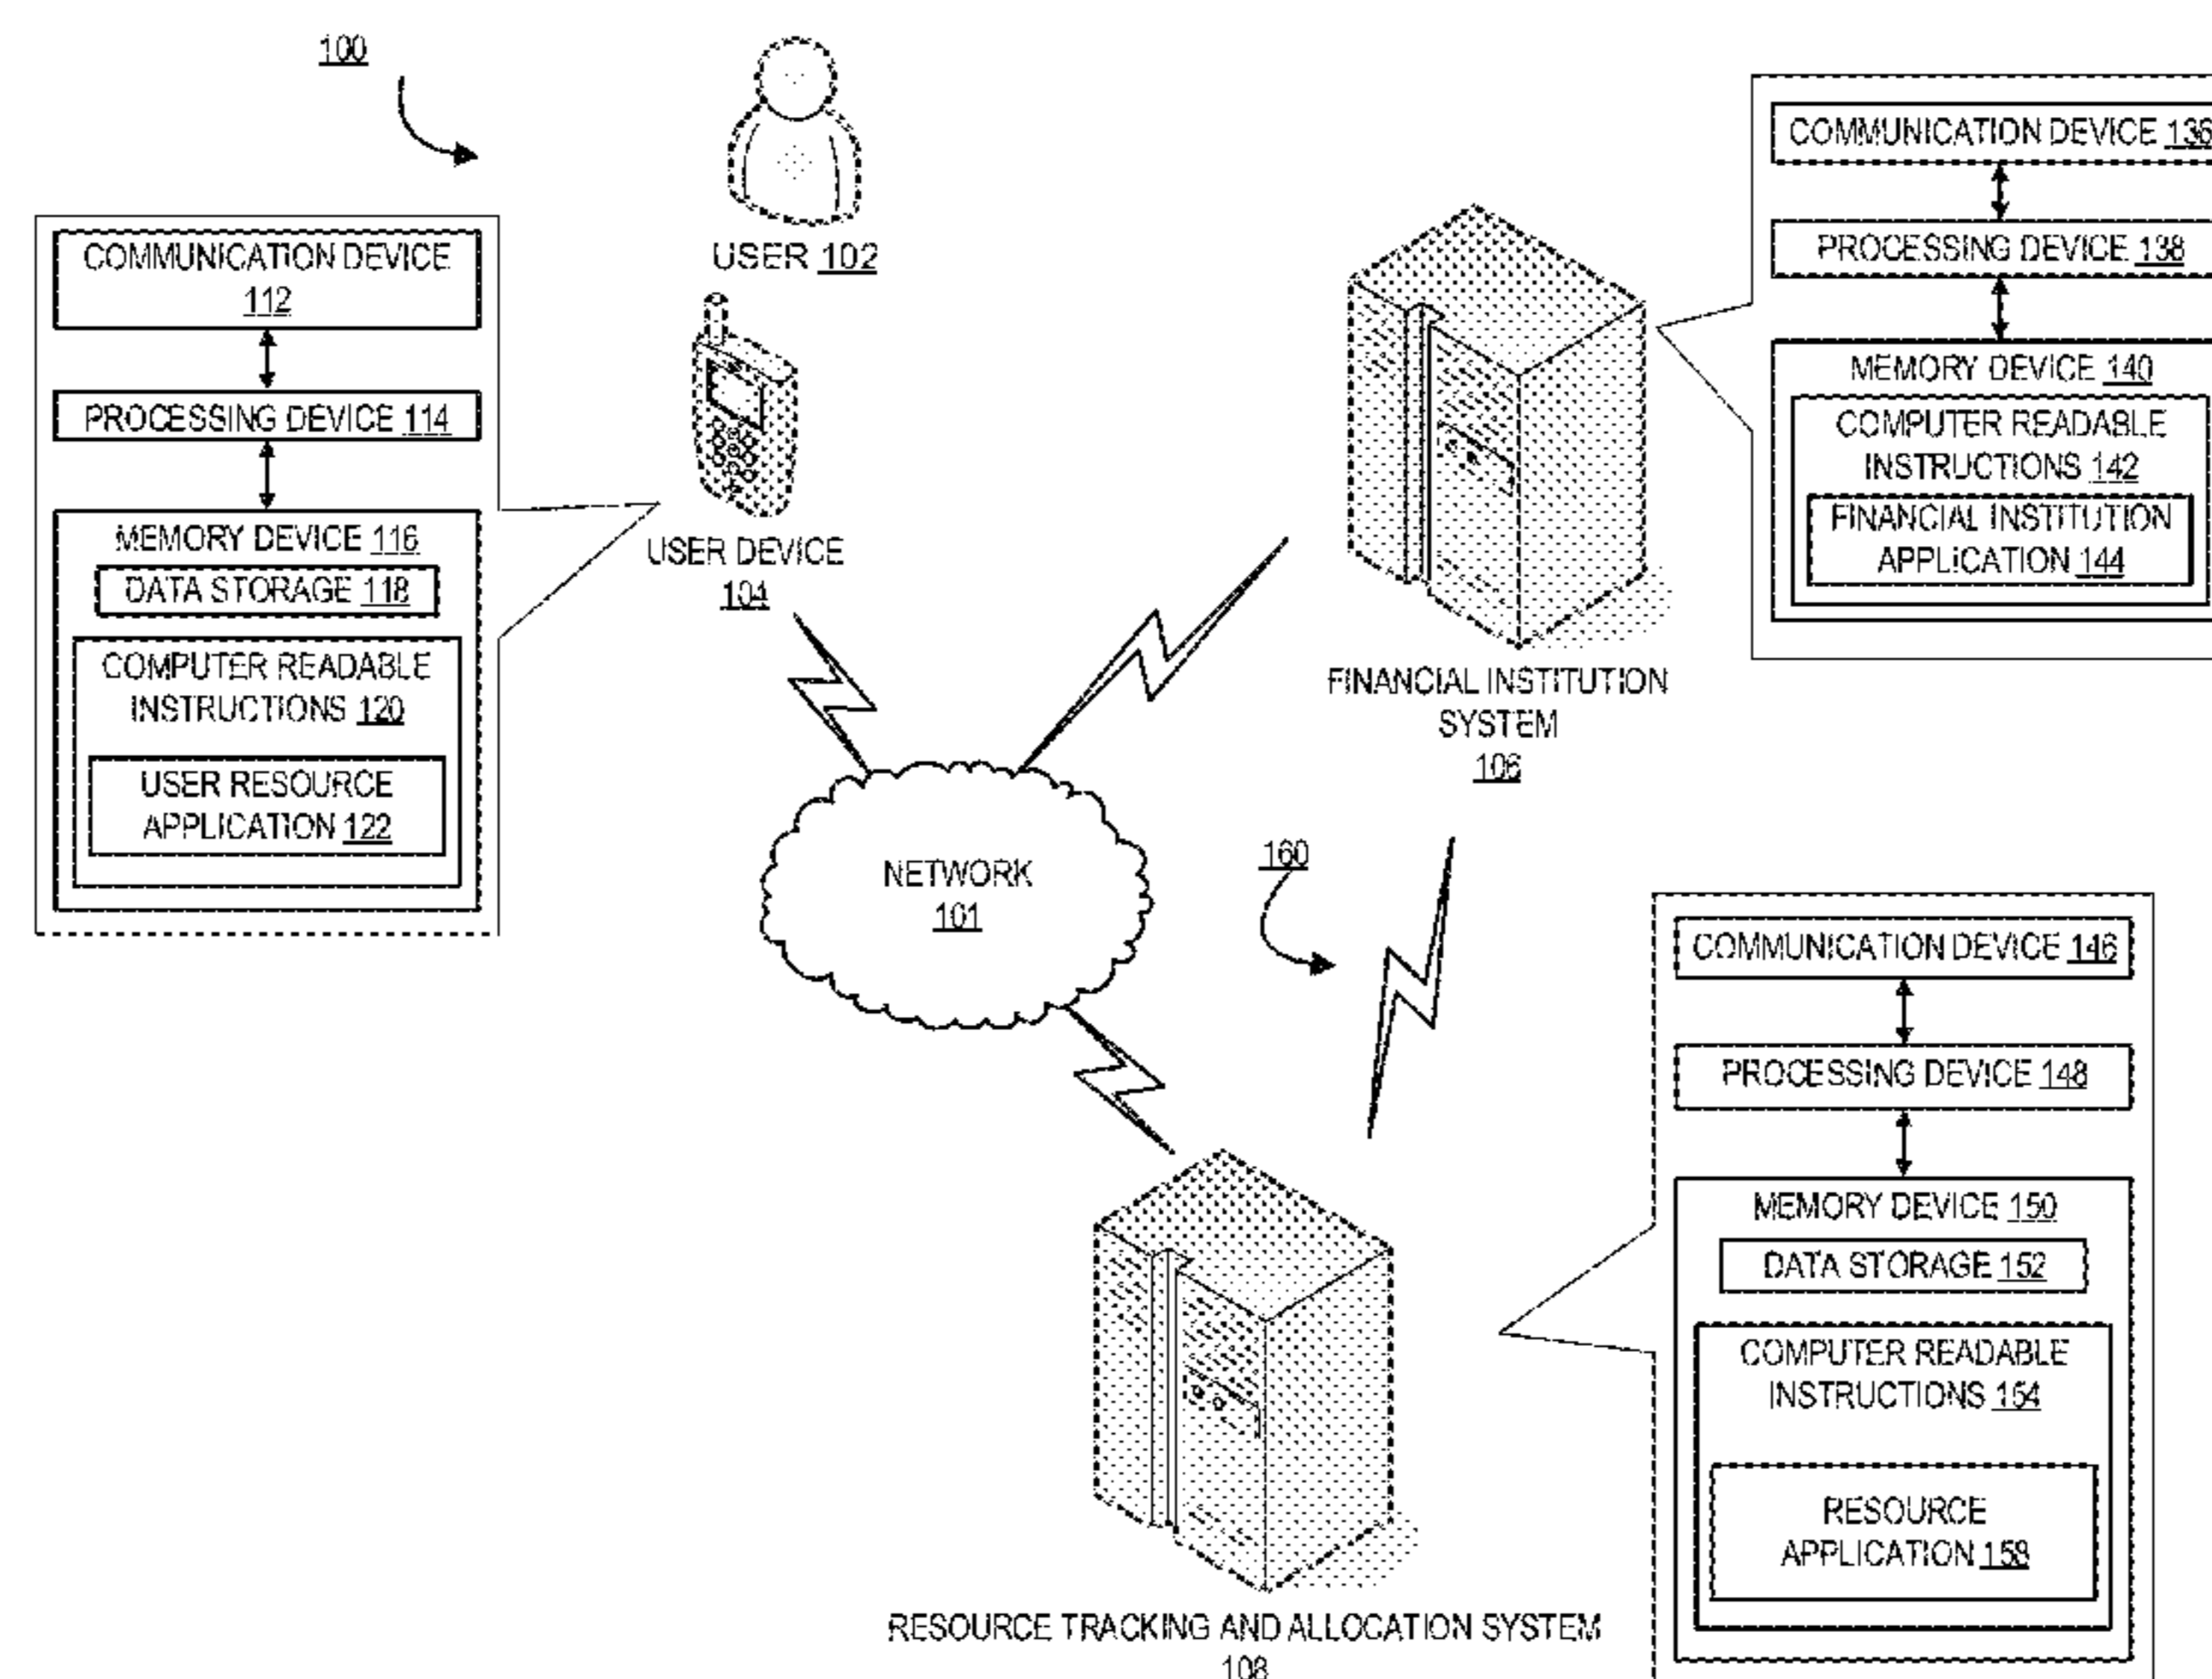 100
USER 102
COMMUNICATION DEVICE
112
PROCESSING DEVICE 114
MEMORY DEVICE 116
DATA STORAGE 118
COMPUTER READABLE
INSTRUCTIONS 120
USER RESOURCE
APPLICATION 122
USER DEVICE
104
COMMUNICATION DEVICE 136
PROCESSING DEVICE 138
MEMORY DEVICE 140
COMPUTER READABLE
INSTRUCTIONS 142
FINANCIAL INSTITUTION
APPLICATION 144
FINANCIAL INSTITUTION
SYSTEM
106
NETWORK
101
160
COMMUNICATION DEVICE 146
PROCESSING DEVICE 148
MEMORY DEVICE 150
DATA STORAGE 152
COMPUTER READABLE
INSTRUCTIONS 154
RESOURCE
APPLICATION 158
RESOURCE TRACKING AND ALLOCATION SYSTEM
108